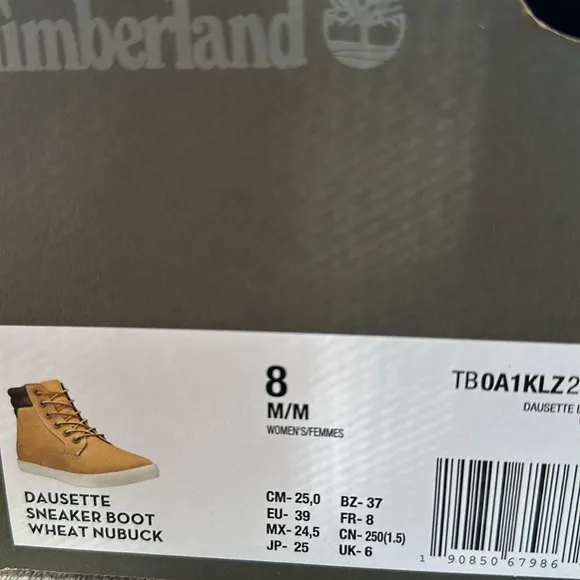 Timberland
8
M/M
WOMEN'S/FEMMES
TB0A1KLZ2
DAUSETTE
DAUSETTE
SNEAKER BOOT
WHEAT NUBUCK
CM- 25,0 BZ- 37
EU- 39 FR- 8
MX- 24,5 CN- 250(1.5)
JP- 25 UK- 6
1 90850 67986